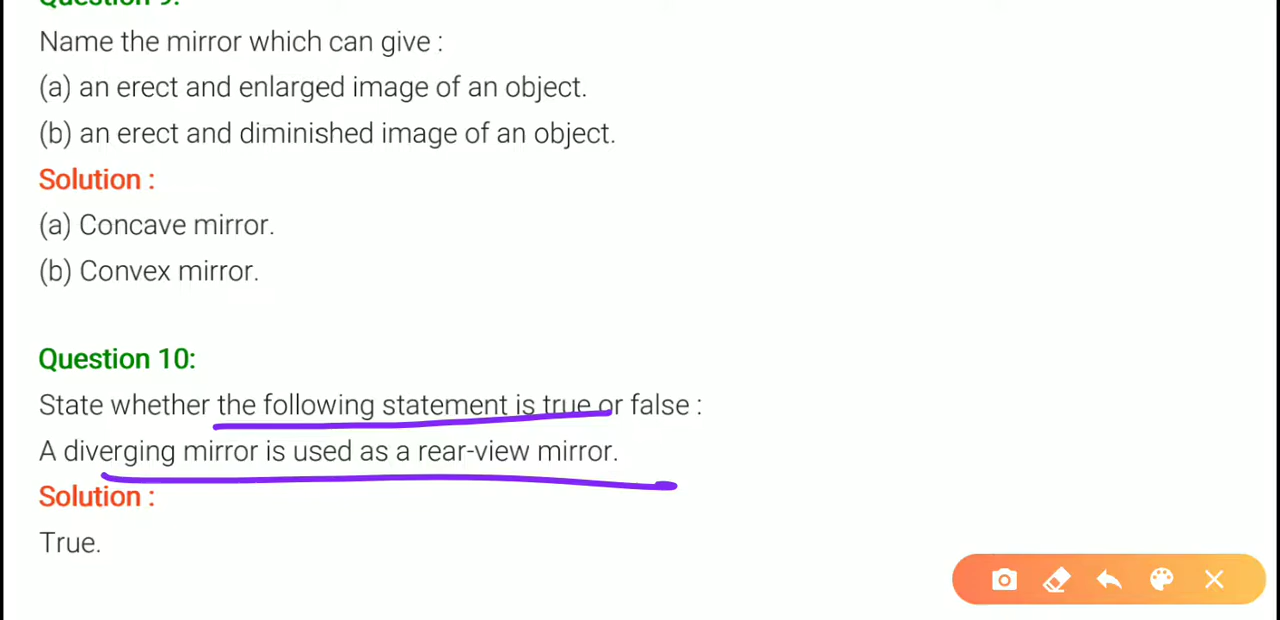 Question 9:
Name the mirror which can give :
(a) an erect and enlarged image of an object.
(b) an erect and diminished image of an object.
Solution :
(a) Concave mirror.
(b) Convex mirror.
Question 10:
State whether the following statement is true or false :
A diverging mirror is used as a rear-view mirror.
Solution :
True.